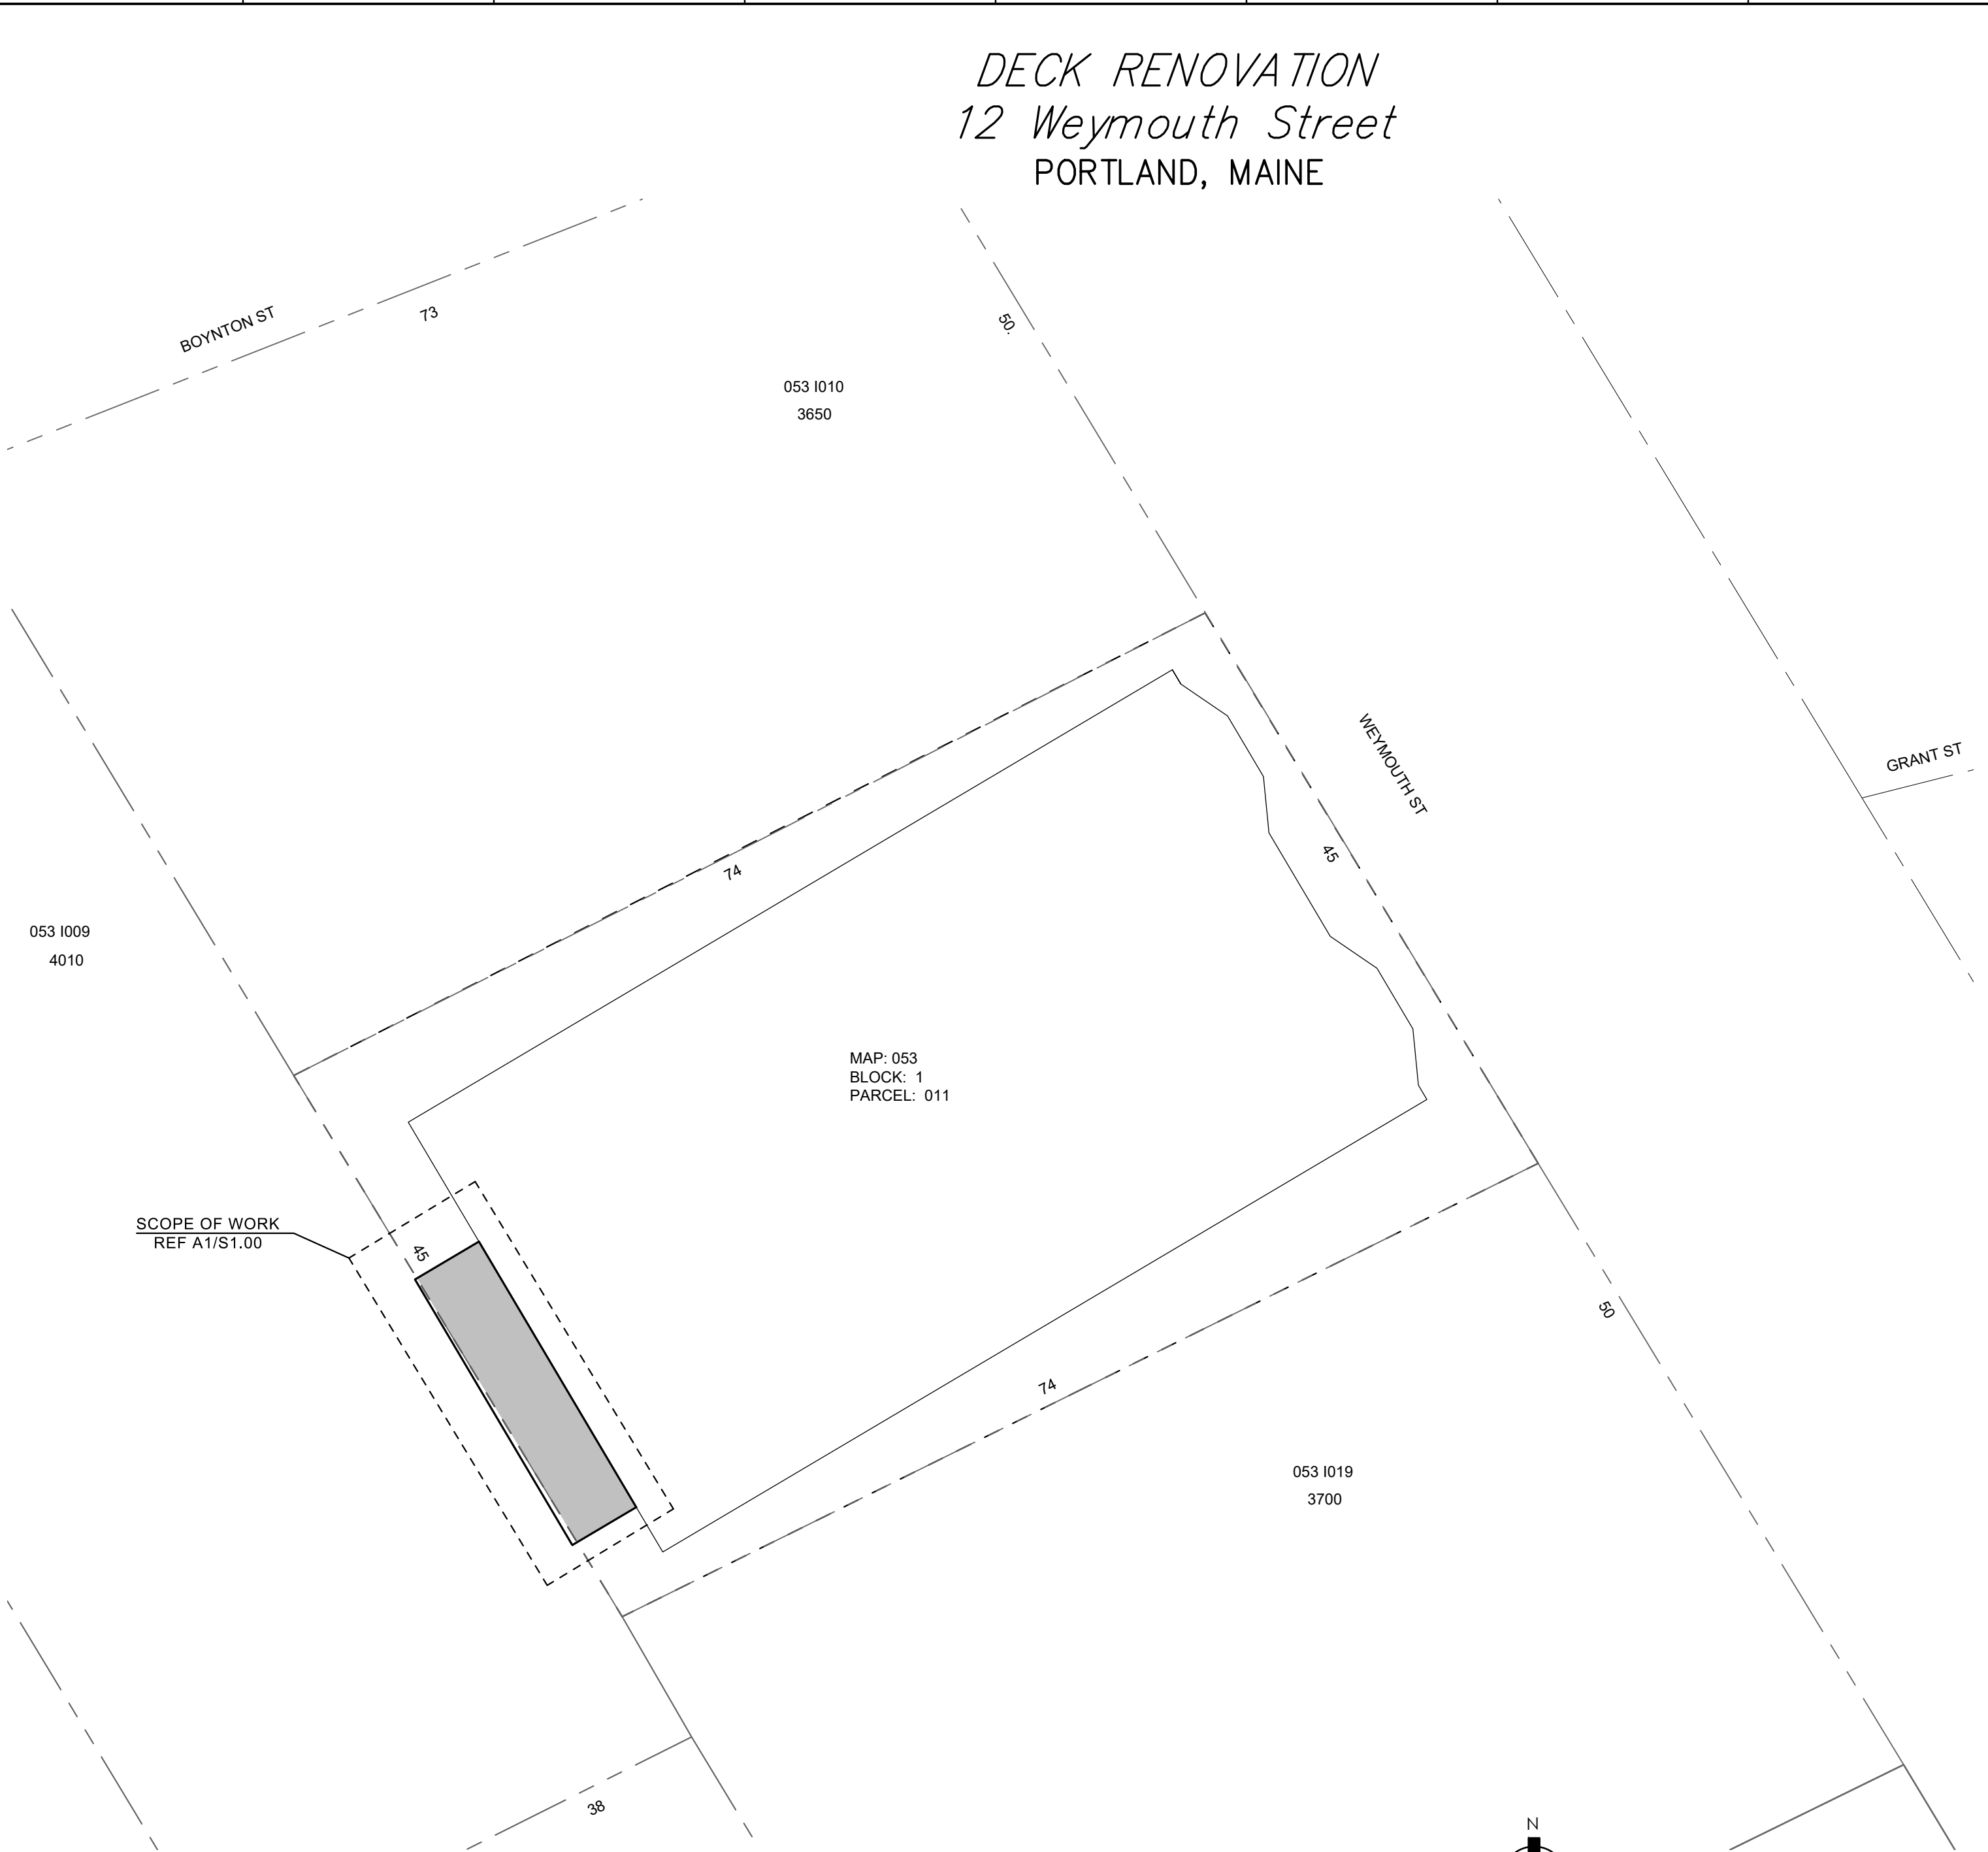 DECK RENOVATION
12 Weymouth Street
PORTLAND, MAINE
BOYNTON ST
73
50.
053 I010
3650
WEYMOUTH ST
GRANT ST
45
74
053 I009
4010
MAP: 053
BLOCK: 1
PARCEL: 011
SCOPE OF WORK
REF A1/S1.00
45
50
74
053 I019
3700
38
N